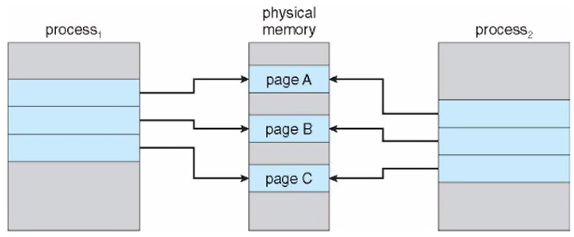 process₁
physical
memory
process₂
page A
page B
page C